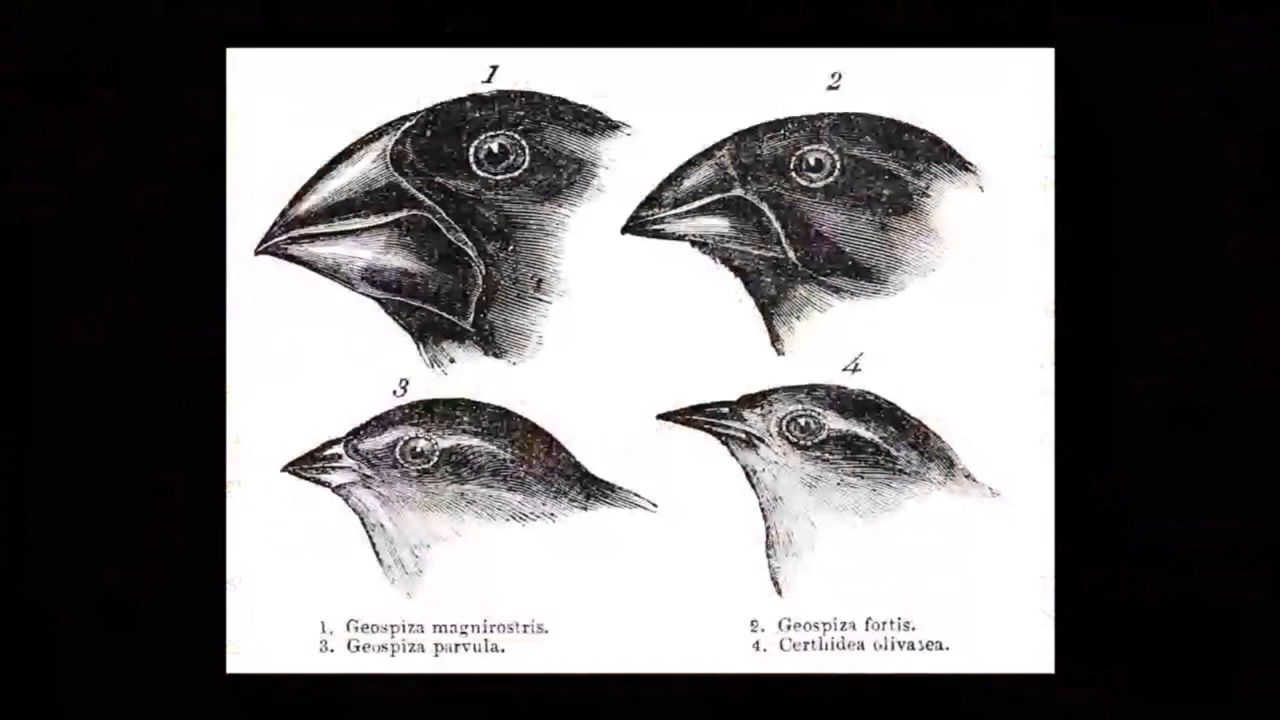 1
2
3
4
1. Geospiza magnirostris.
2. Geospiza fortis.
3. Geospiza parvula.
4. Certhidea olivasea.